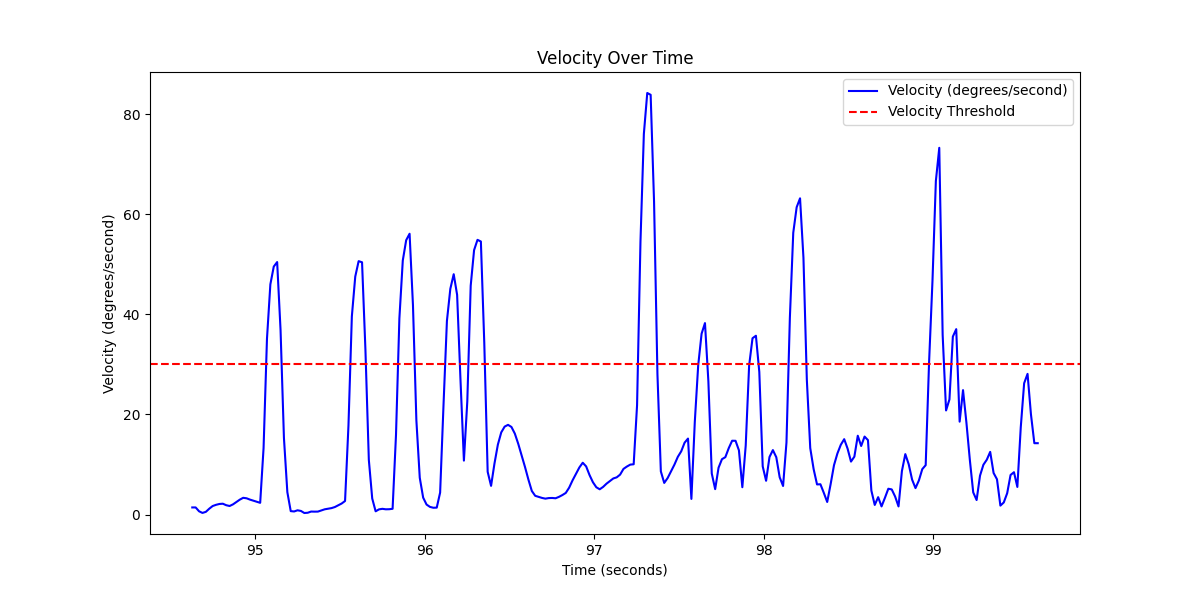 Velocity Over Time
Velocity (degrees/second)
Velocity Threshold
80
60
40
20
0
Velocity (degrees/second)
95
96
97
98
99
Time (seconds)